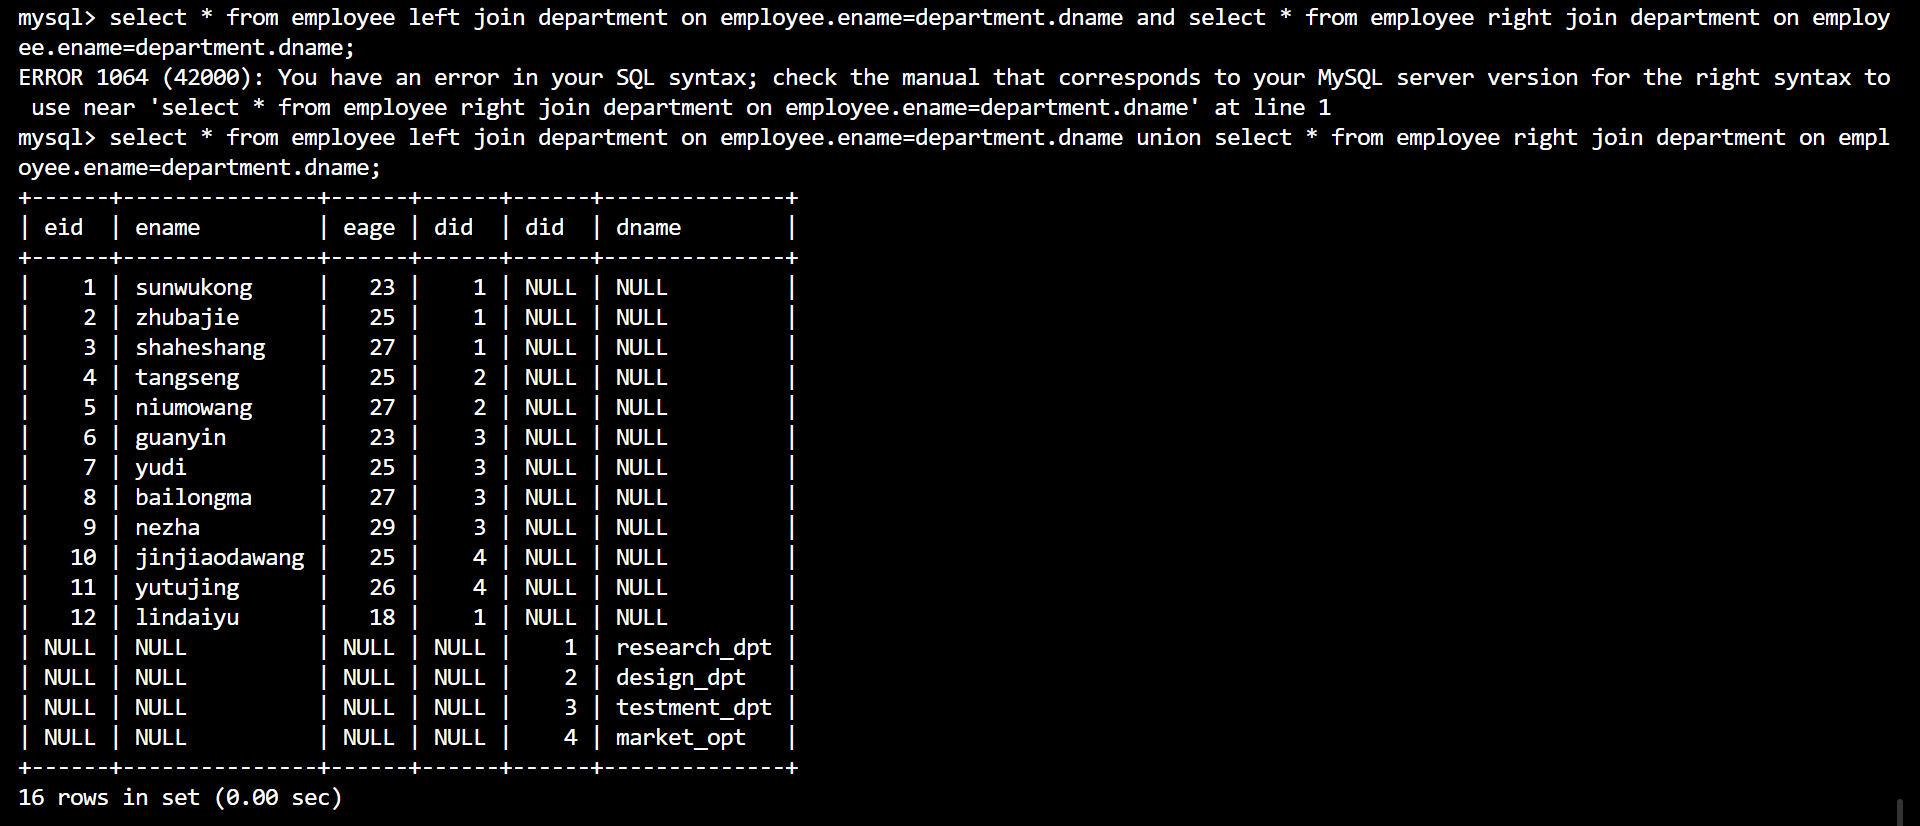 mysql> select * from employee left join department on employee.ename=department.dname and select * from employee right join department on employ
ee.ename=department.dname;
ERROR 1064 (42000): You have an error in your SQL syntax; check the manual that corresponds to your MySQL server version for the right syntax to
 use near 'select * from employee right join department on employee.ename=department.dname' at line 1
mysql> select * from employee left join department on employee.ename=department.dname union select * from employee right join department on empl
oyee.ename=department.dname;
+------+---------------+------+------+------+--------------+
| eid  | ename         | eage | did  | did  | dname        |
+------+---------------+------+------+------+--------------+
|    1 | sunwukong     |   23 |    1 | NULL | NULL         |
|    2 | zhubajie      |   25 |    1 | NULL | NULL         |
|    3 | shaheshang    |   27 |    1 | NULL | NULL         |
|    4 | tangseng      |   25 |    2 | NULL | NULL         |
|    5 | niumowang     |   27 |    2 | NULL | NULL         |
|    6 | guanyin       |   23 |    3 | NULL | NULL         |
|    7 | yudi          |   25 |    3 | NULL | NULL         |
|    8 | bailongma     |   27 |    3 | NULL | NULL         |
|    9 | nezha         |   29 |    3 | NULL | NULL         |
|   10 | jinjiaodawang |   25 |    4 | NULL | NULL         |
|   11 | yutujing      |   26 |    4 | NULL | NULL         |
|   12 | lindaiyu      |   18 |    1 | NULL | NULL         |
| NULL | NULL          | NULL | NULL |    1 | research_dpt |
| NULL | NULL          | NULL | NULL |    2 | design_dpt   |
| NULL | NULL          | NULL | NULL |    3 | testment_dpt |
| NULL | NULL          | NULL | NULL |    4 | market_opt   |
+------+---------------+------+------+------+--------------+
16 rows in set (0.00 sec)